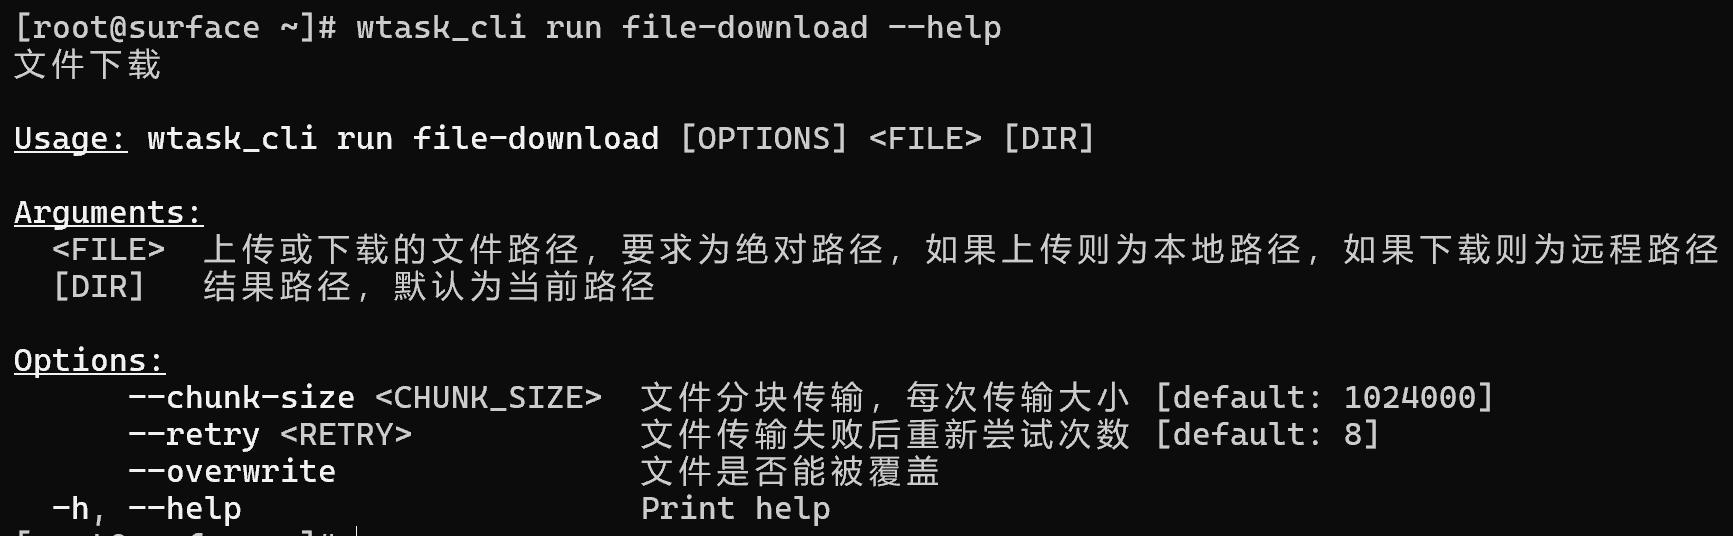 [root@surface ~]# wtask_cli run file-download --help
文件下载
Usage: wtask_cli run file-download [OPTIONS] <FILE> [DIR]
Arguments:
<FILE> 上传或下载的文件路径，要求为绝对路径，如果上传则为本地路径，如果下载则为远程路径
[DIR] 结果路径，默认为当前路径
Options:
--chunk-size <CHUNK_SIZE> 文件分块传输，每次传输大小 [default: 1024000]
--retry <RETRY> 文件传输失败后重新尝试次数 [default: 8]
--overwrite 文件是否能被覆盖
-h, --help Print help